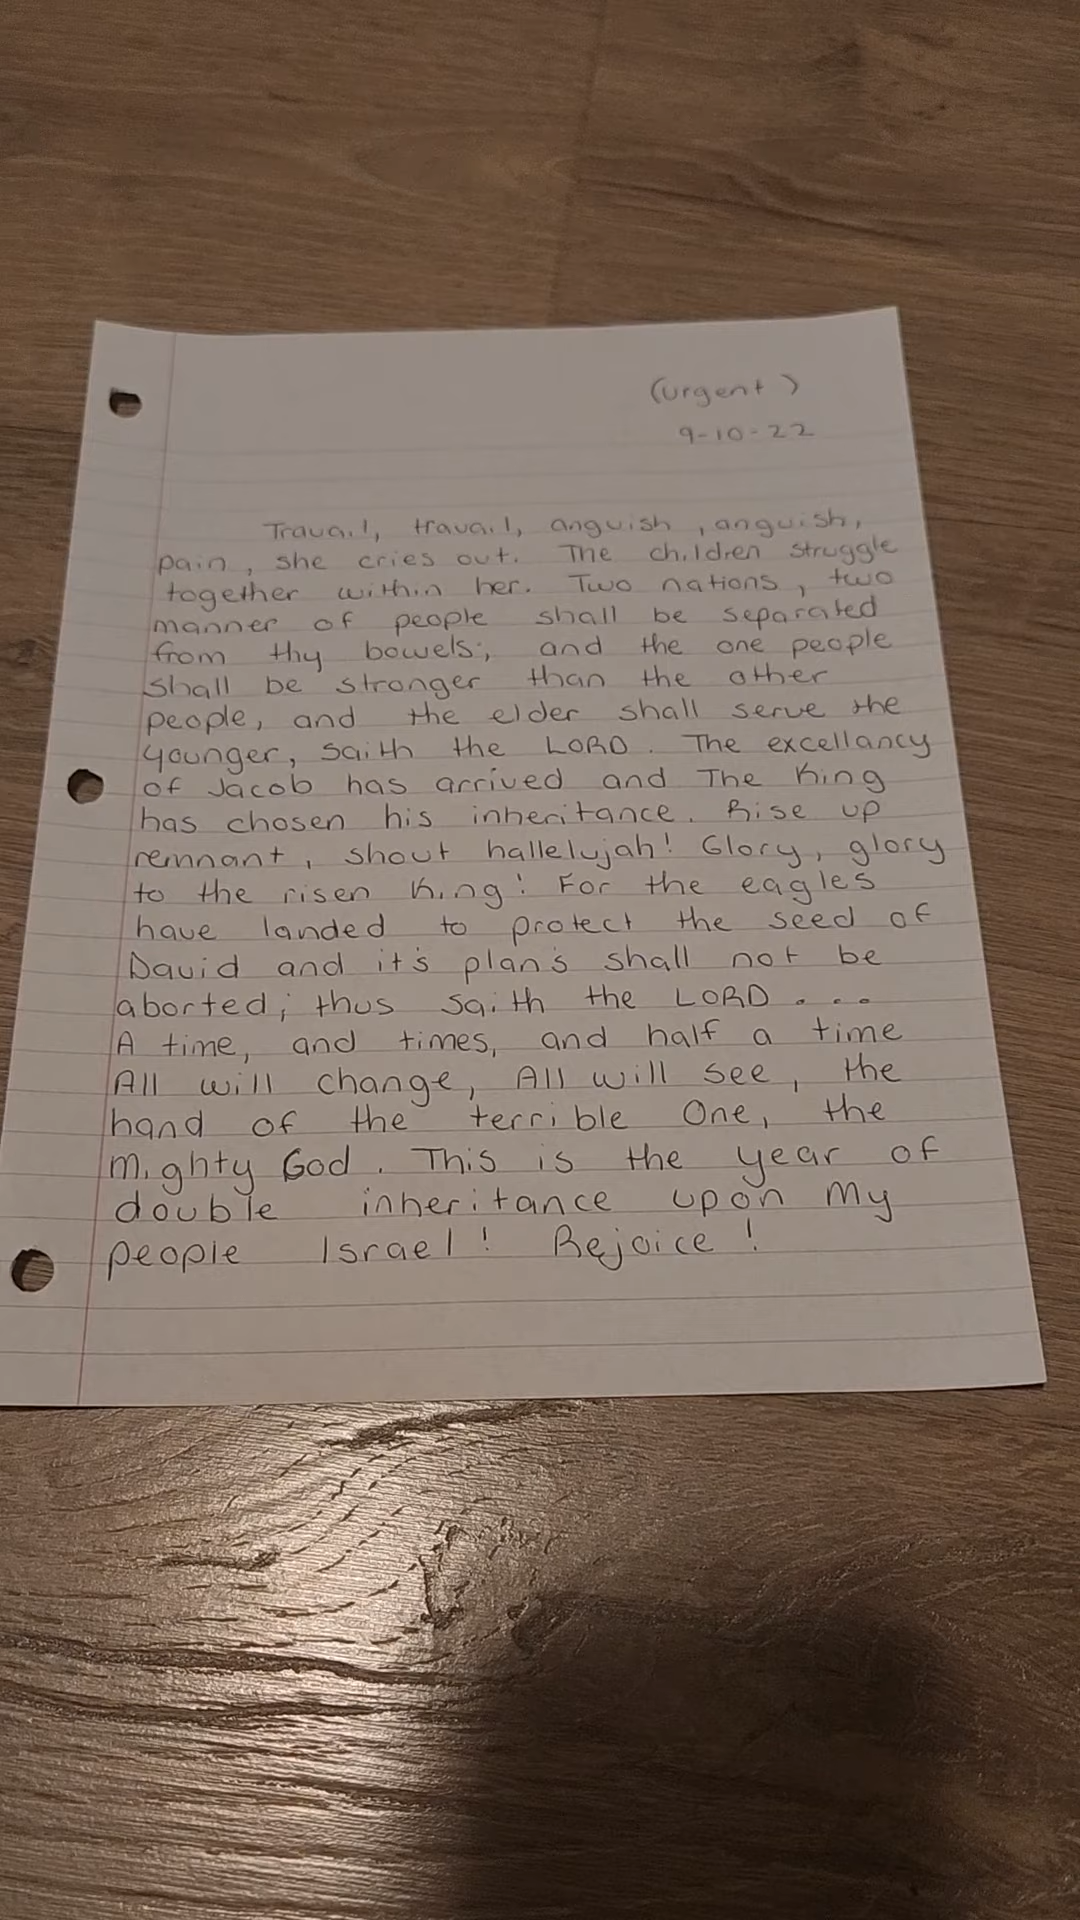 (urgent)
9-10-22
Travail, travail, anguish, anguish,
pain, she cries out. The children struggle
together within her. Two nations, two
manner of people shall be separated
from thy bowels; and the one people
shall be stronger than the other
people, and the elder shall serve the
younger, saith the LORD. The excellancy
of Jacob has arrived and The King
has chosen his inheritance. Rise up
remnant, shout hallelujah! Glory, glory
to the risen King! For the eagles
have landed to protect the seed of
David and it's plan's shall not be
aborted; thus saith the LORD...
A time, and times, and half a time
All will change, All will see, the
hand of the terrible One, the
mighty God. This is the year of
double inheritance upon My
people Israel! Rejoice!